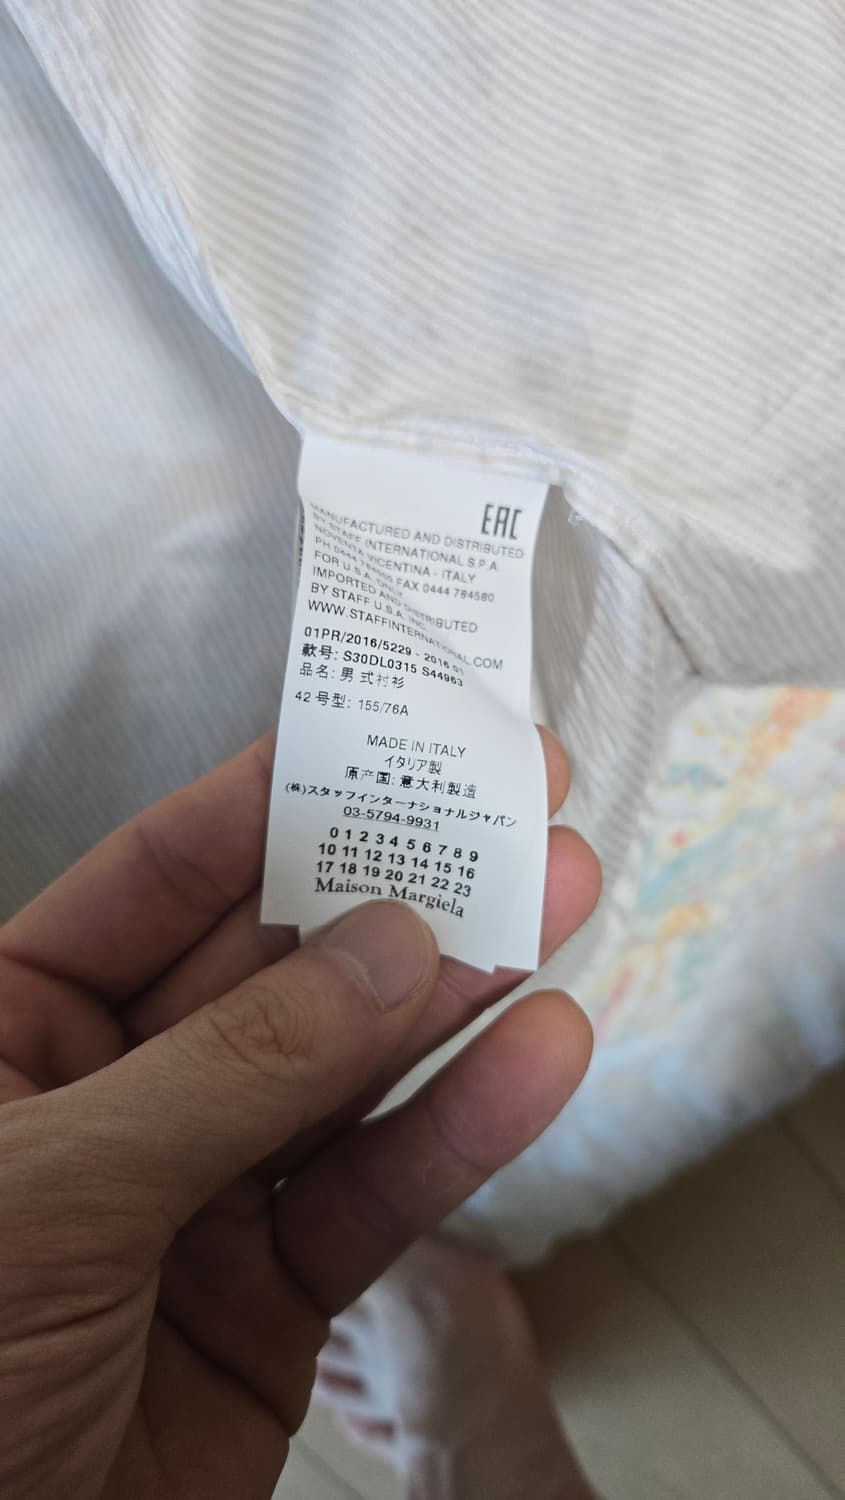 EAC
MANUFACTURED AND DISTRIBUTED
BY STAFF INTERNATIONAL S.P.A.
NOVENTA VICENTINA - ITALY
PH 0444 784500 FAX 0444 784580
FOR U.S.A. ONLY
IMPORTED AND DISTRIBUTED
BY STAFF U.S.A. INC.
WWW.STAFFINTERNATIONAL.COM
01PR/2016/5229 - 2016 01
款号: S30DL0315 S44963
品名: 男式衬衫
42 号型: 155/76A
MADE IN ITALY
イタリア製
原产国: 意大利製造
(株)スタッフインターナショナルジャパン
03-5794-9931
0 1 2 3 4 5 6 7 8 9
10 11 12 13 14 15 16
17 18 19 20 21 22 23
Maison Margiela